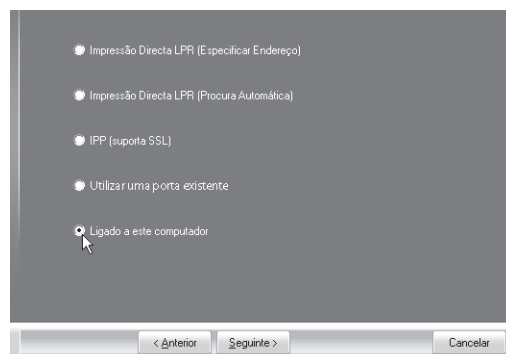 Impressão Directa LPR (Especificar Endereço)
Impressão Directa LPR (Procura Automática)
IPP (suporta SSL)
Utilizar uma porta existente
Ligado a este computador
< Anterior Seguinte > Cancelar